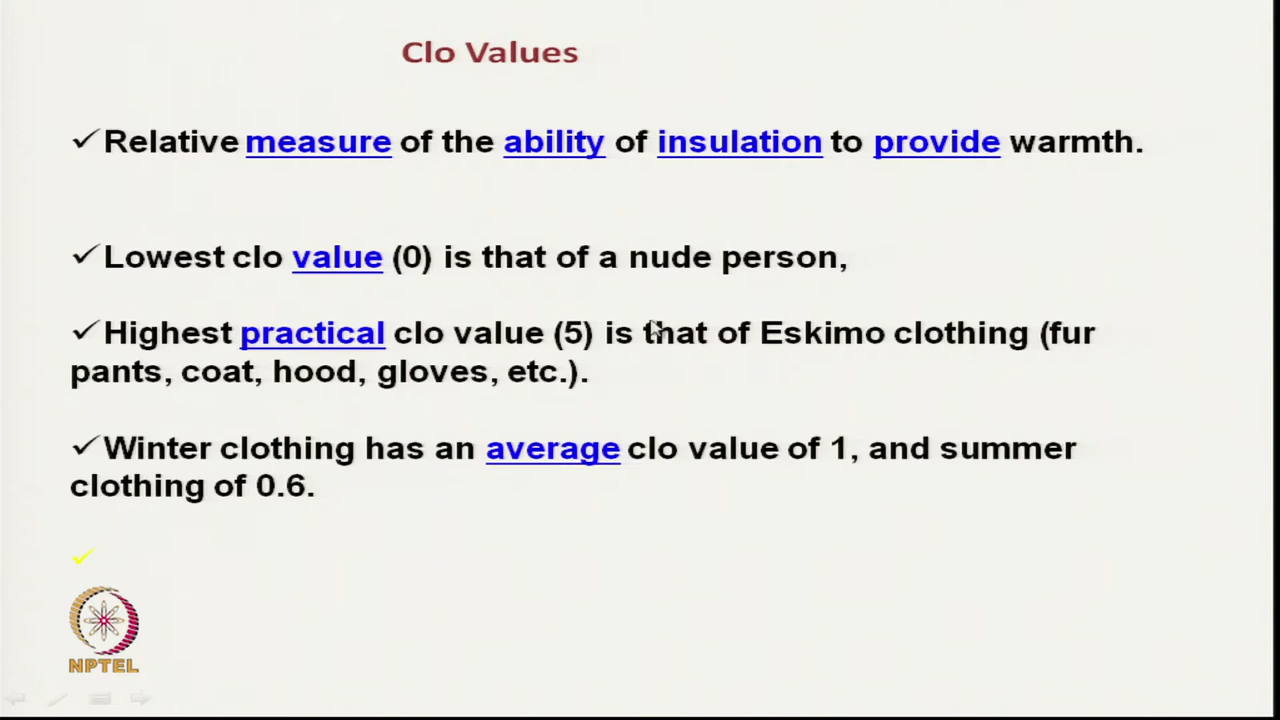 Clo Values
✓Relative measure of the ability of insulation to provide warmth.
✓Lowest clo value (0) is that of a nude person,
✓Highest practical clo value (5) is that of Eskimo clothing (fur
pants, coat, hood, gloves, etc.).
✓Winter clothing has an average clo value of 1, and summer
clothing of 0.6.
✓
NPTEL